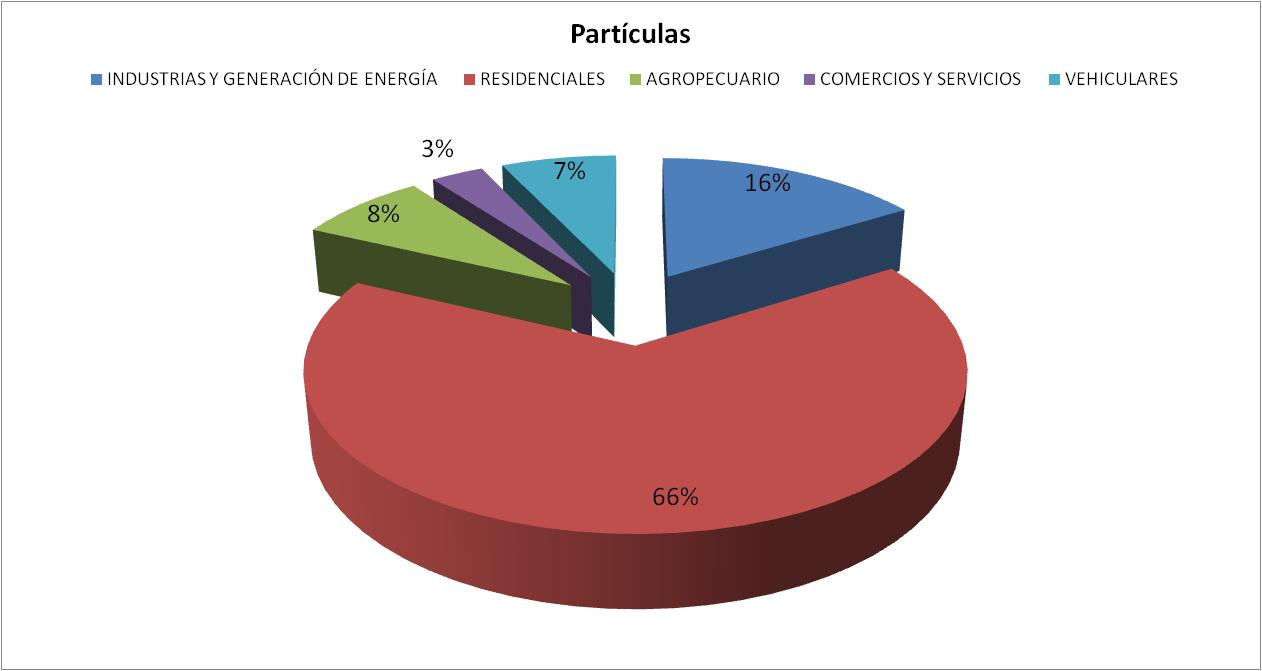 Partículas
INDUSTRIAS Y GENERACIÓN DE ENERGÍA RESIDENCIALES AGROPECUARIO COMERCIOS Y SERVICIOS VEHICULARES
3%
7%
16%
8%
66%